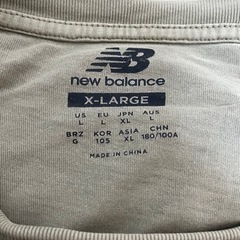 NB
new balance
X-LARGE
US EU JPN AUS
L L XL L
BRZ KOR ASIA CHN
G 105 XL 180/100A
MADE IN CHINA